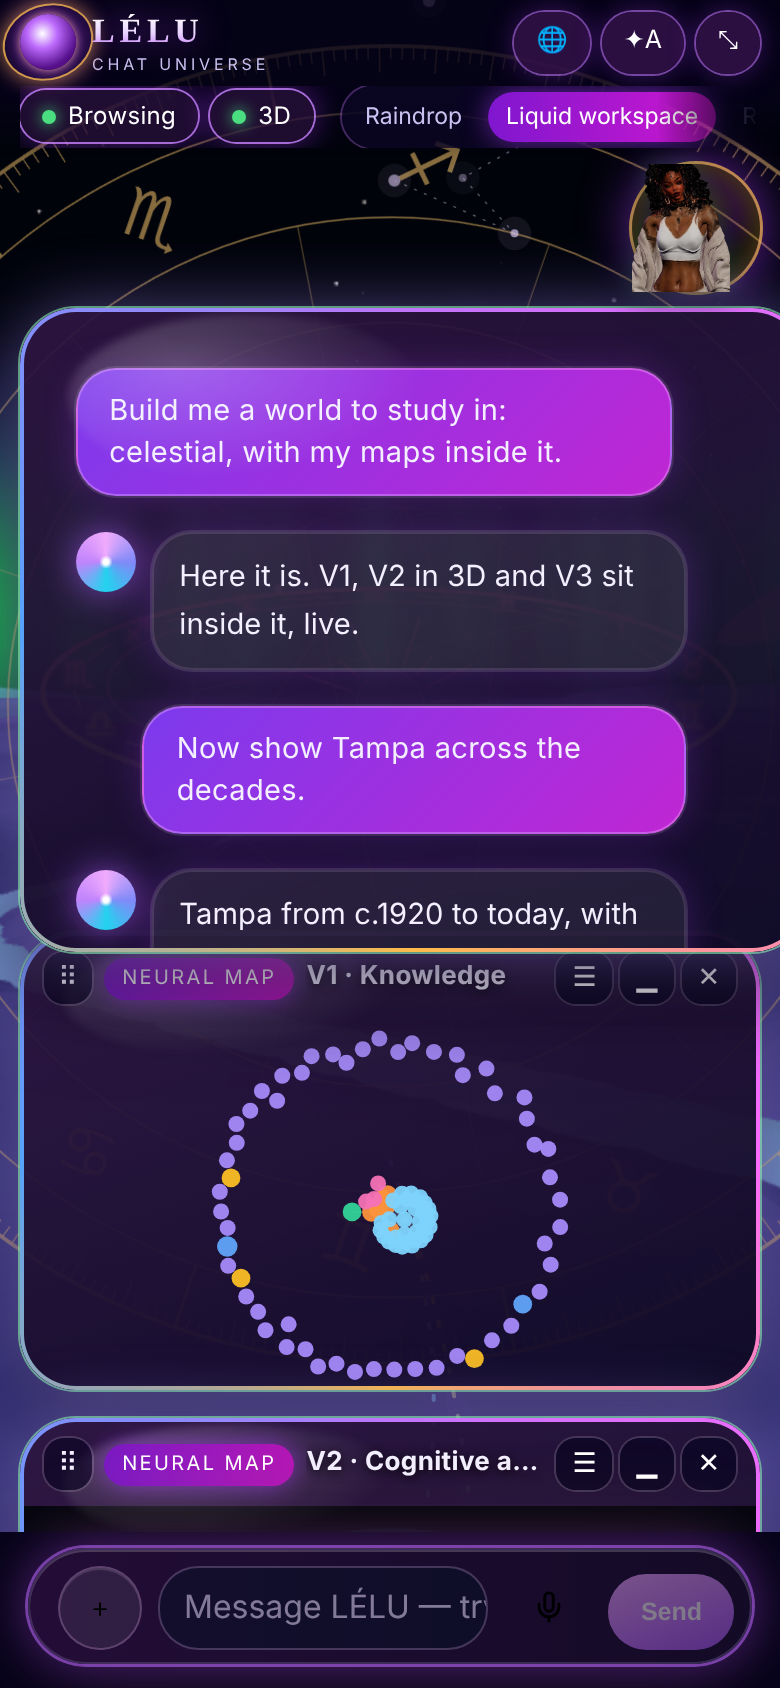 LÉLU
CHAT UNIVERSE
✦A
Browsing
3D
Raindrop
Liquid workspace
R
Build me a world to study in:
celestial, with my maps inside it.
Here it is. V1, V2 in 3D and V3 sit
inside it, live.
Now show Tampa across the
decades.
Tampa from c.1920 to today, with
NEURAL MAP
V1 · Knowledge
NEURAL MAP
V2 · Cognitive a...
Message LÉLU — try
Send